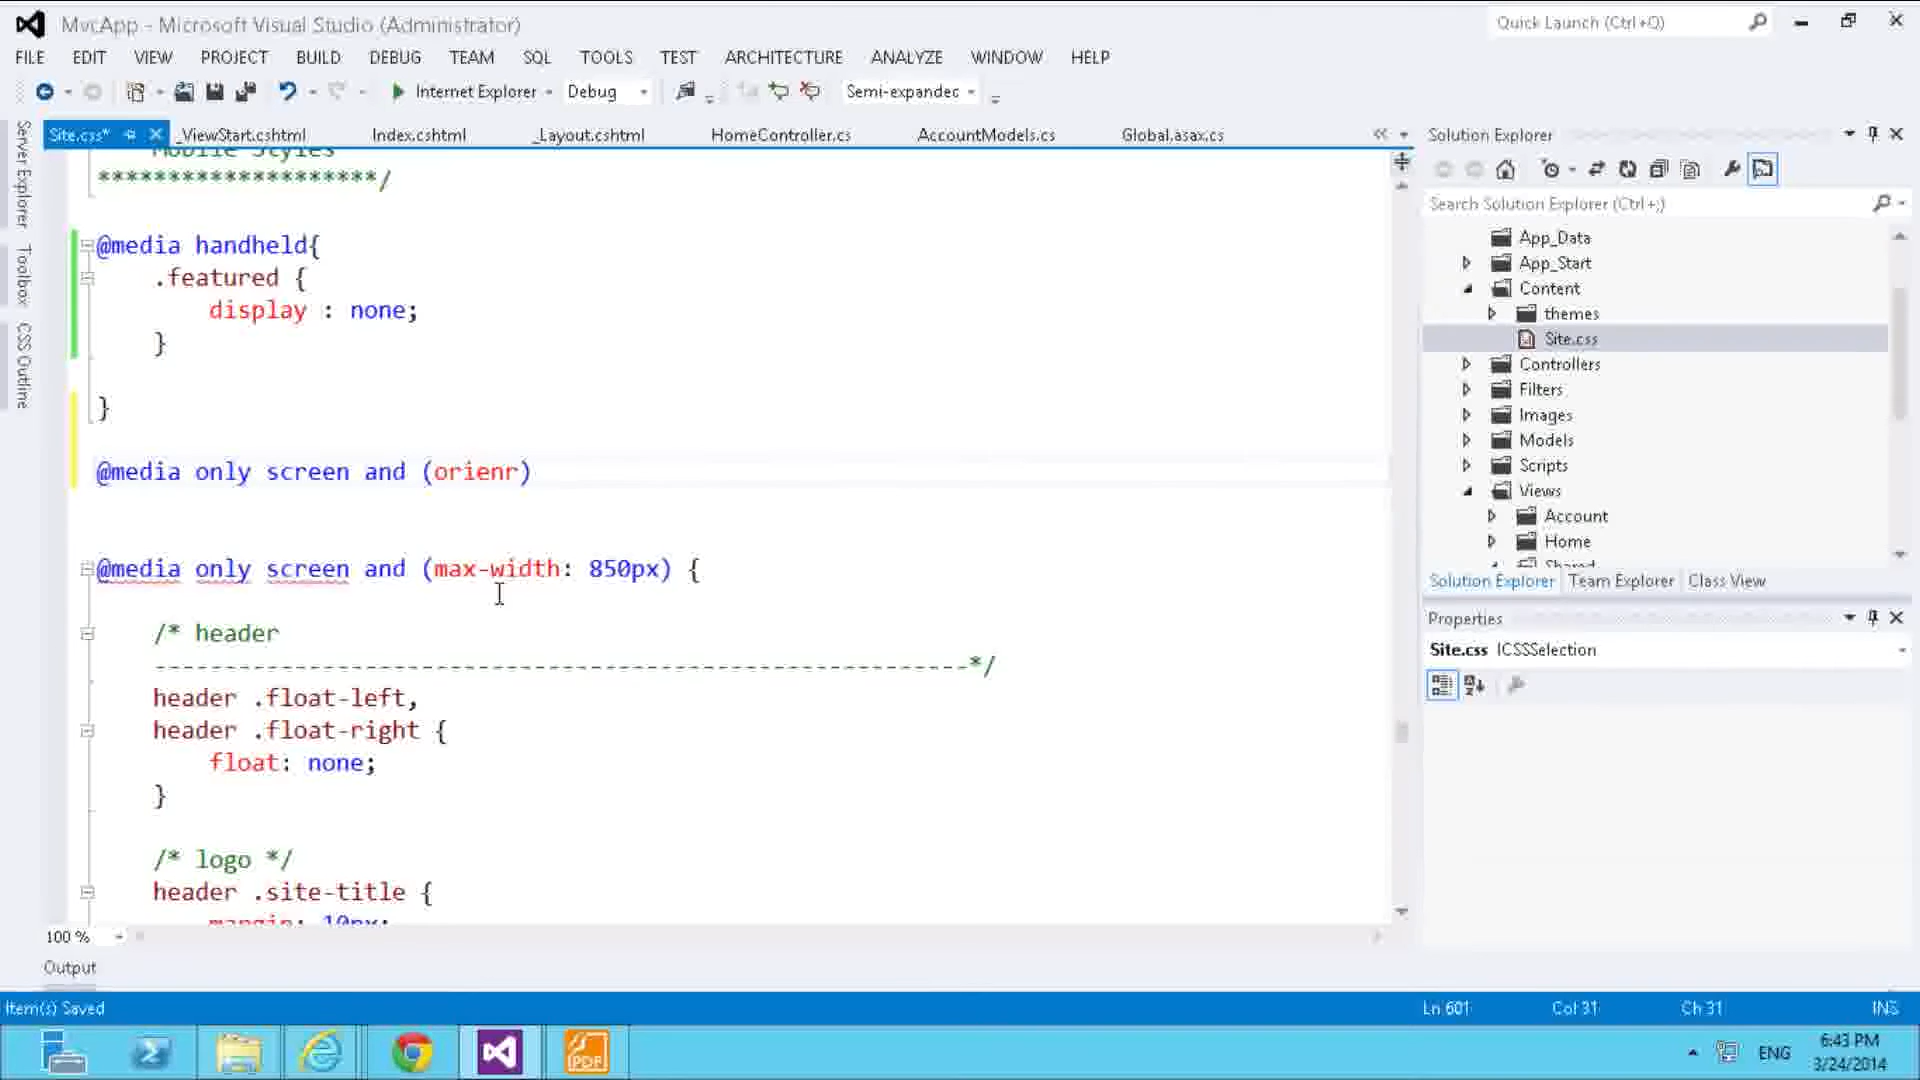 MvcApp - Microsoft Visual Studio (Administrator)
Quick Launch (Ctrl+Q)
FILE EDIT VIEW PROJECT BUILD DEBUG TEAM SQL TOOLS TEST ARCHITECTURE ANALYZE WINDOW HELP
Internet Explorer Debug Semi-expandec
Site.css* _ViewStart.cshtml Index.cshtml _Layout.cshtml HomeController.cs AccountModels.cs Global.asax.cs
Server Explorer
Toolbox
CSS Outline
Mobile Styles
********************/
@media handheld{
.featured {
display : none;
}
}
@media only screen and (orienr)
@media only screen and (max-width: 850px) {
/* header
----------------------------------------------------------*/
header .float-left,
header .float-right {
float: none;
}
/* logo */
header .site-title {
margin: 10px;
100 %
Output
Solution Explorer
Search Solution Explorer (Ctrl+;)
App_Data
App_Start
Content
themes
Site.css
Controllers
Filters
Images
Models
Scripts
Views
Account
Home
Shared
Solution Explorer Team Explorer Class View
Properties
Site.css ICSSSelection
Item(s) Saved
Ln 601 Col 31 Ch 31 INS
PDF
ENG
6:43 PM
3/24/2014